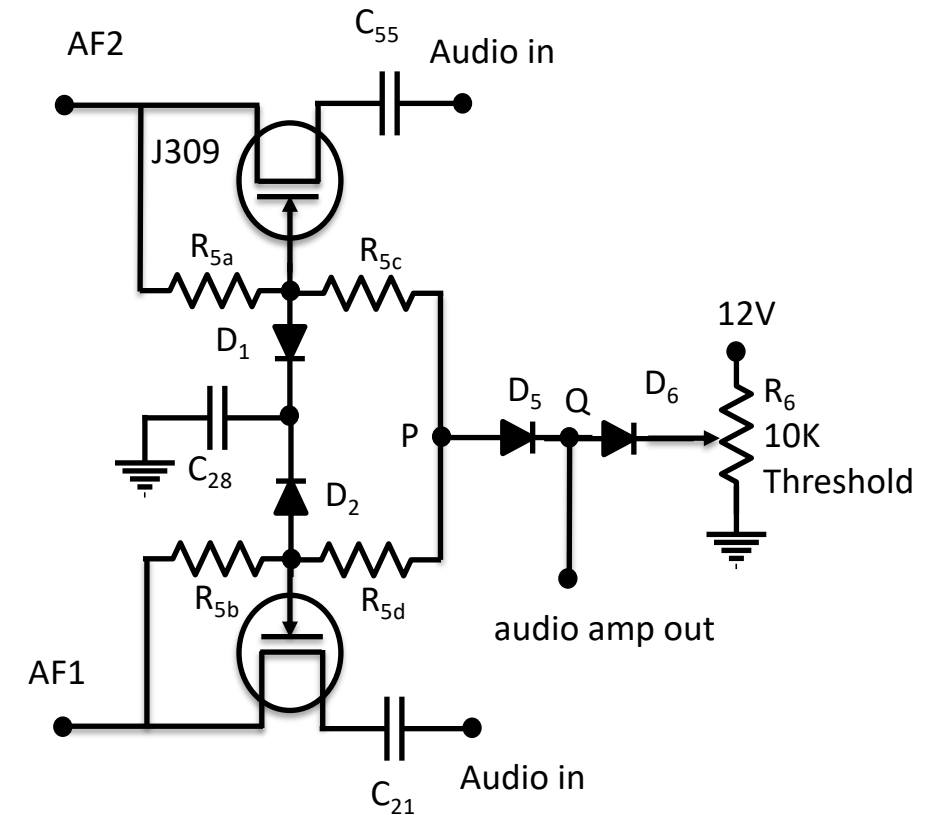 C55
AF2
Audio in
J309
R5a
R5c
12V
D1
D5
Q
D6
R6
P
10K
C28
Threshold
D2
R5b
R5d
audio amp out
AF1
Audio in
C21